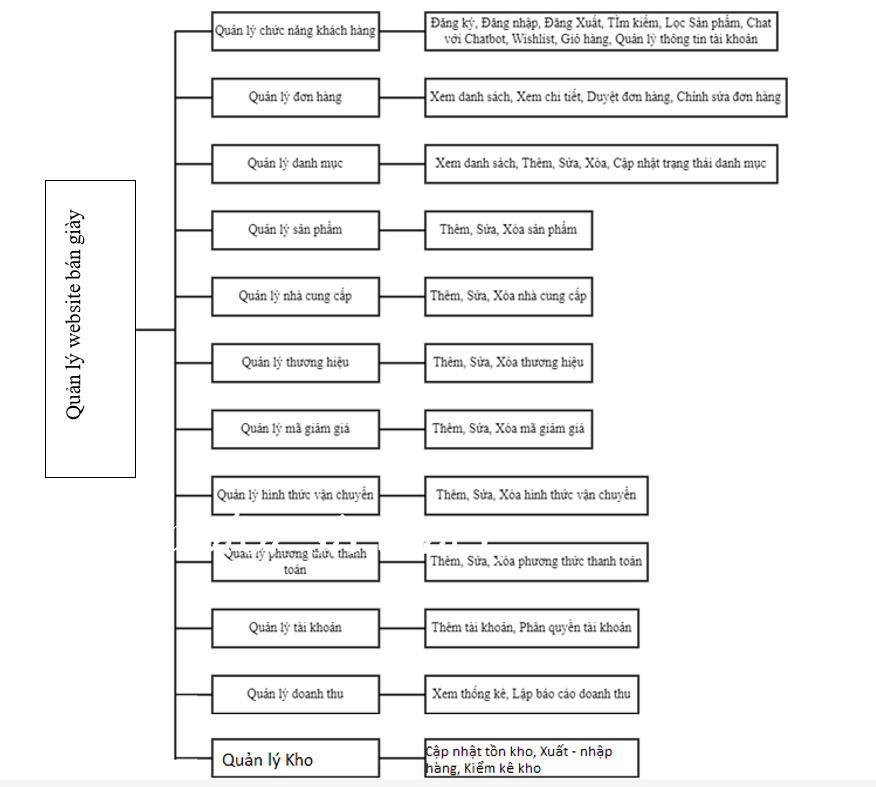 Quản lý website bán giày
Quản lý chức năng khách hàng
Đăng ký, Đăng nhập, Đăng Xuất, Tìm kiếm, Lọc Sản phẩm, Chat
với Chatbot, Wishlist, Giỏ hàng, Quản lý thông tin tài khoản
Quản lý đơn hàng
Xem danh sách, Xem chi tiết, Duyệt đơn hàng, Chỉnh sửa đơn hàng
Quản lý danh mục
Xem danh sách, Thêm, Sửa, Xóa, Cập nhật trạng thái danh mục
Quản lý sản phẩm
Thêm, Sửa, Xóa sản phẩm
Quản lý nhà cung cấp
Thêm, Sửa, Xóa nhà cung cấp
Quản lý thương hiệu
Thêm, Sửa, Xóa thương hiệu
Quản lý mã giảm giá
Thêm, Sửa, Xóa mã giảm giá
Quản lý hình thức vận chuyển
Thêm, Sửa, Xóa hình thức vận chuyển
Quản lý phương thức thanh
toán
Thêm, Sửa, Xóa phương thức thanh toán
Quản lý tài khoản
Thêm tài khoản, Phân quyền tài khoản
Quản lý doanh thu
Xem thống kê, Lập báo cáo doanh thu
Quản lý Kho
Cập nhật tồn kho, Xuất - nhập
hàng, Kiểm kê kho